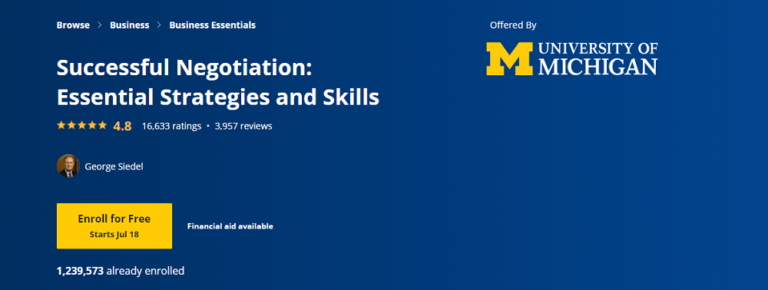 Browse > Business > Business Essentials
Offered By
M UNIVERSITY OF
MICHIGAN
Successful Negotiation:
Essential Strategies and Skills
4.8 16,633 ratings • 3,957 reviews
George Siedel
Enroll for Free
Starts Jul 18
Financial aid available
1,239,573 already enrolled